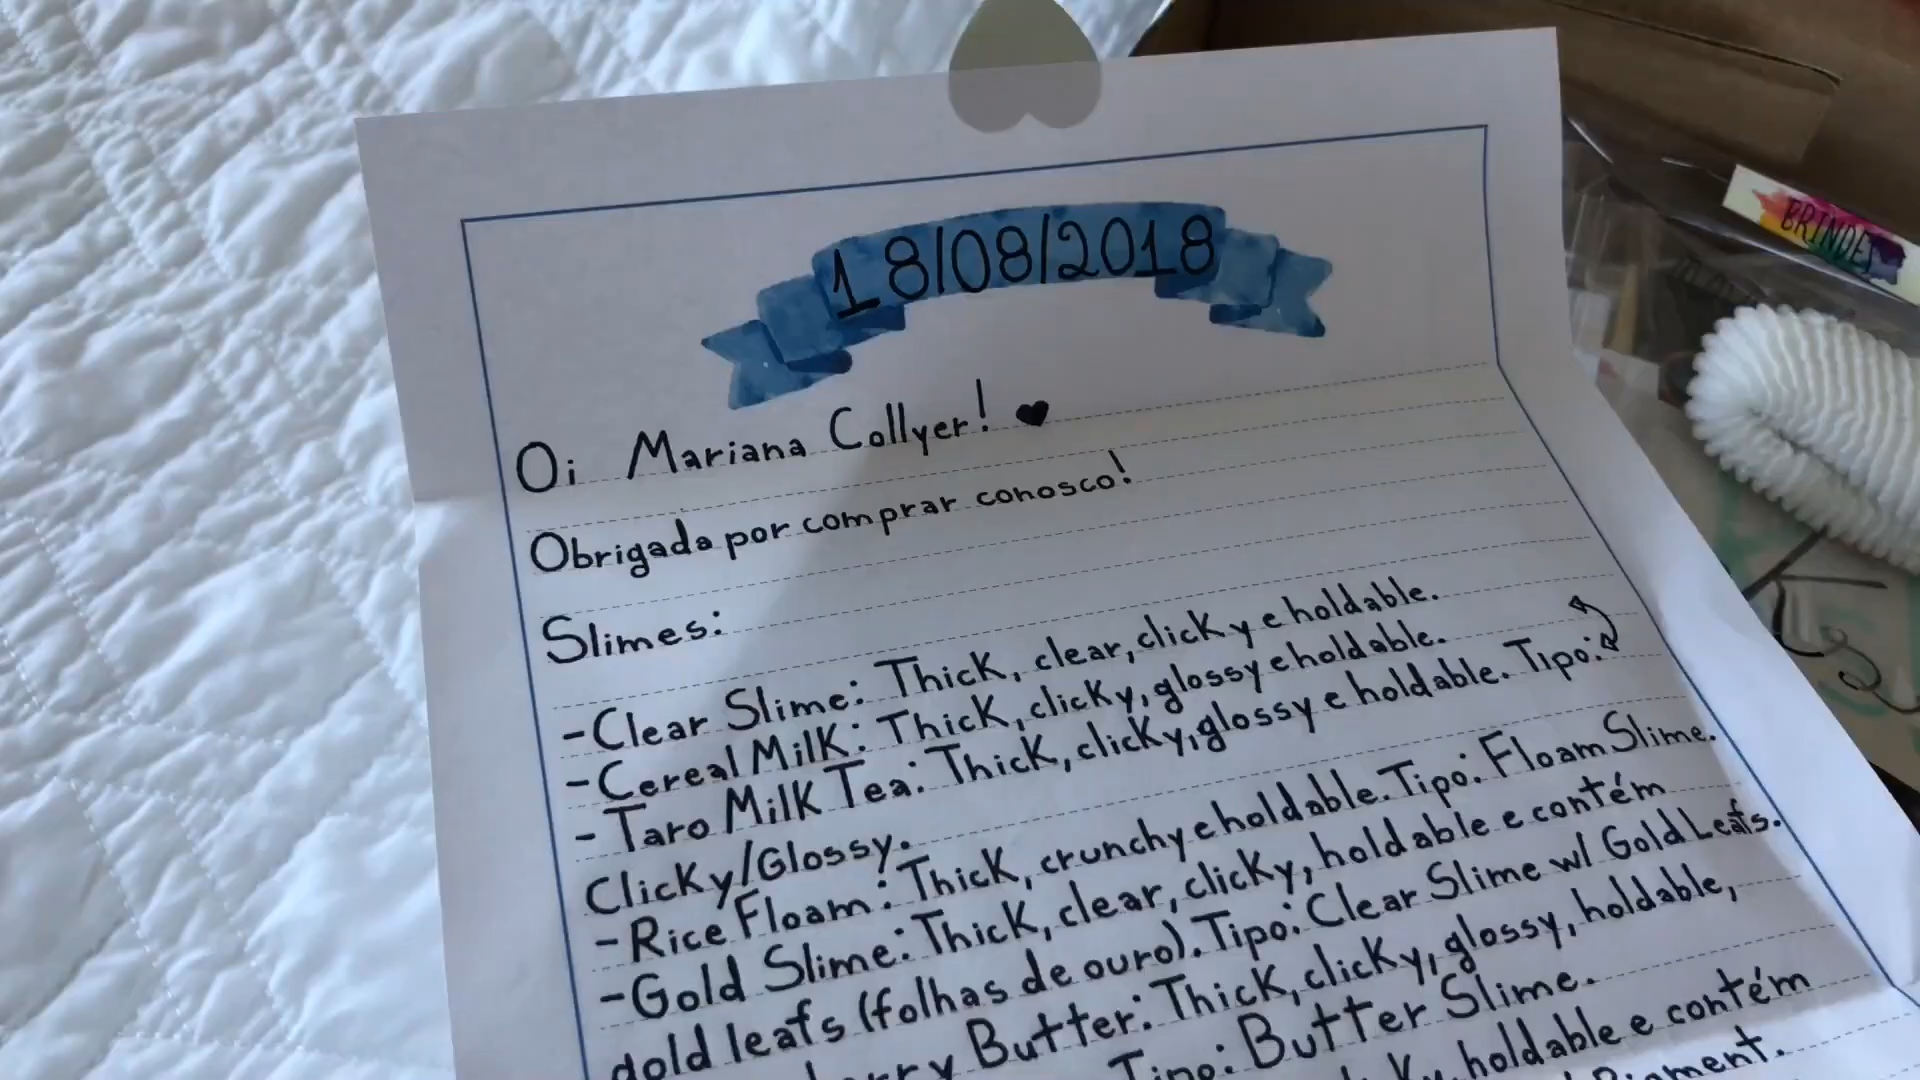 18/08/2018
Oi Mariana Collyer! ♥
Obrigada por comprar conosco!
Slimes:
-Clear Slime: Thick, clear, clicky e holdable.
-Cereal Milk: Thick, clicky, glossy e holdable.
-Taro Milk Tea: Thick, clicky, glossy e holdable. Tipo:
Clicky/Glossy.
-Rice Floam: Thick, crunchy e holdable. Tipo: Floam Slime.
-Gold Slime: Thick, clear, clicky, holdable e contém
gold leafs (folhas de ouro). Tipo: Clear Slime w/ Gold Leafs.
Butter: Thick, clicky, glossy, holdable,
Tipo: Butter Slime.
holdable e contém
BRINDES